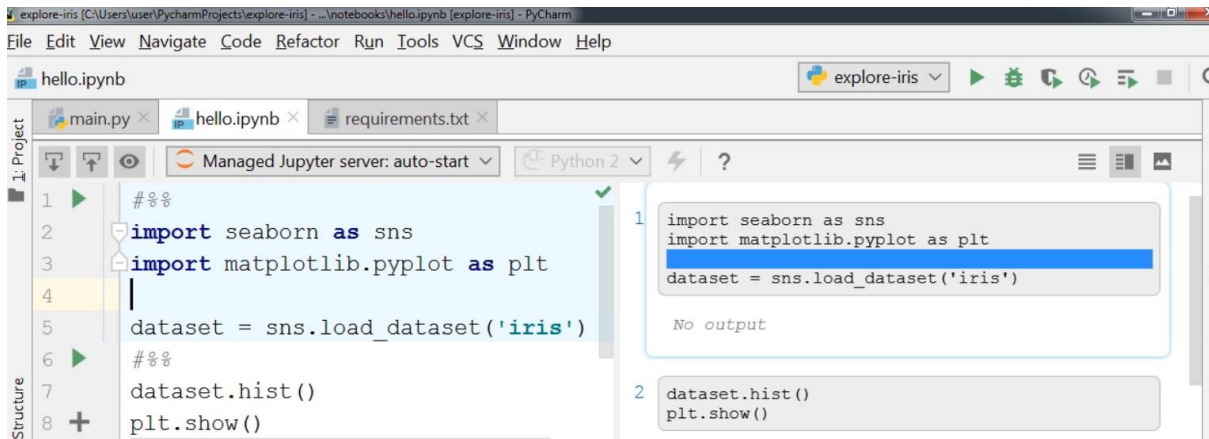 explore-iris [C:\Users\user\PycharmProjects\explore-iris] - ...\notebooks\hello.ipynb [explore-iris] - PyCharm
File Edit View Navigate Code Refactor Run Tools VCS Window Help
IP hello.ipynb
explore-iris
1: Project
main.py
IP hello.ipynb
requirements.txt
Managed Jupyter server: auto-start
Python 2
?
1 #%%
2 import seaborn as sns
3 import matplotlib.pyplot as plt
4
5 dataset = sns.load_dataset('iris')
6 #%%
7 dataset.hist()
8 plt.show()
Structure
1 import seaborn as sns
import matplotlib.pyplot as plt
dataset = sns.load_dataset('iris')
No output
2 dataset.hist()
plt.show()